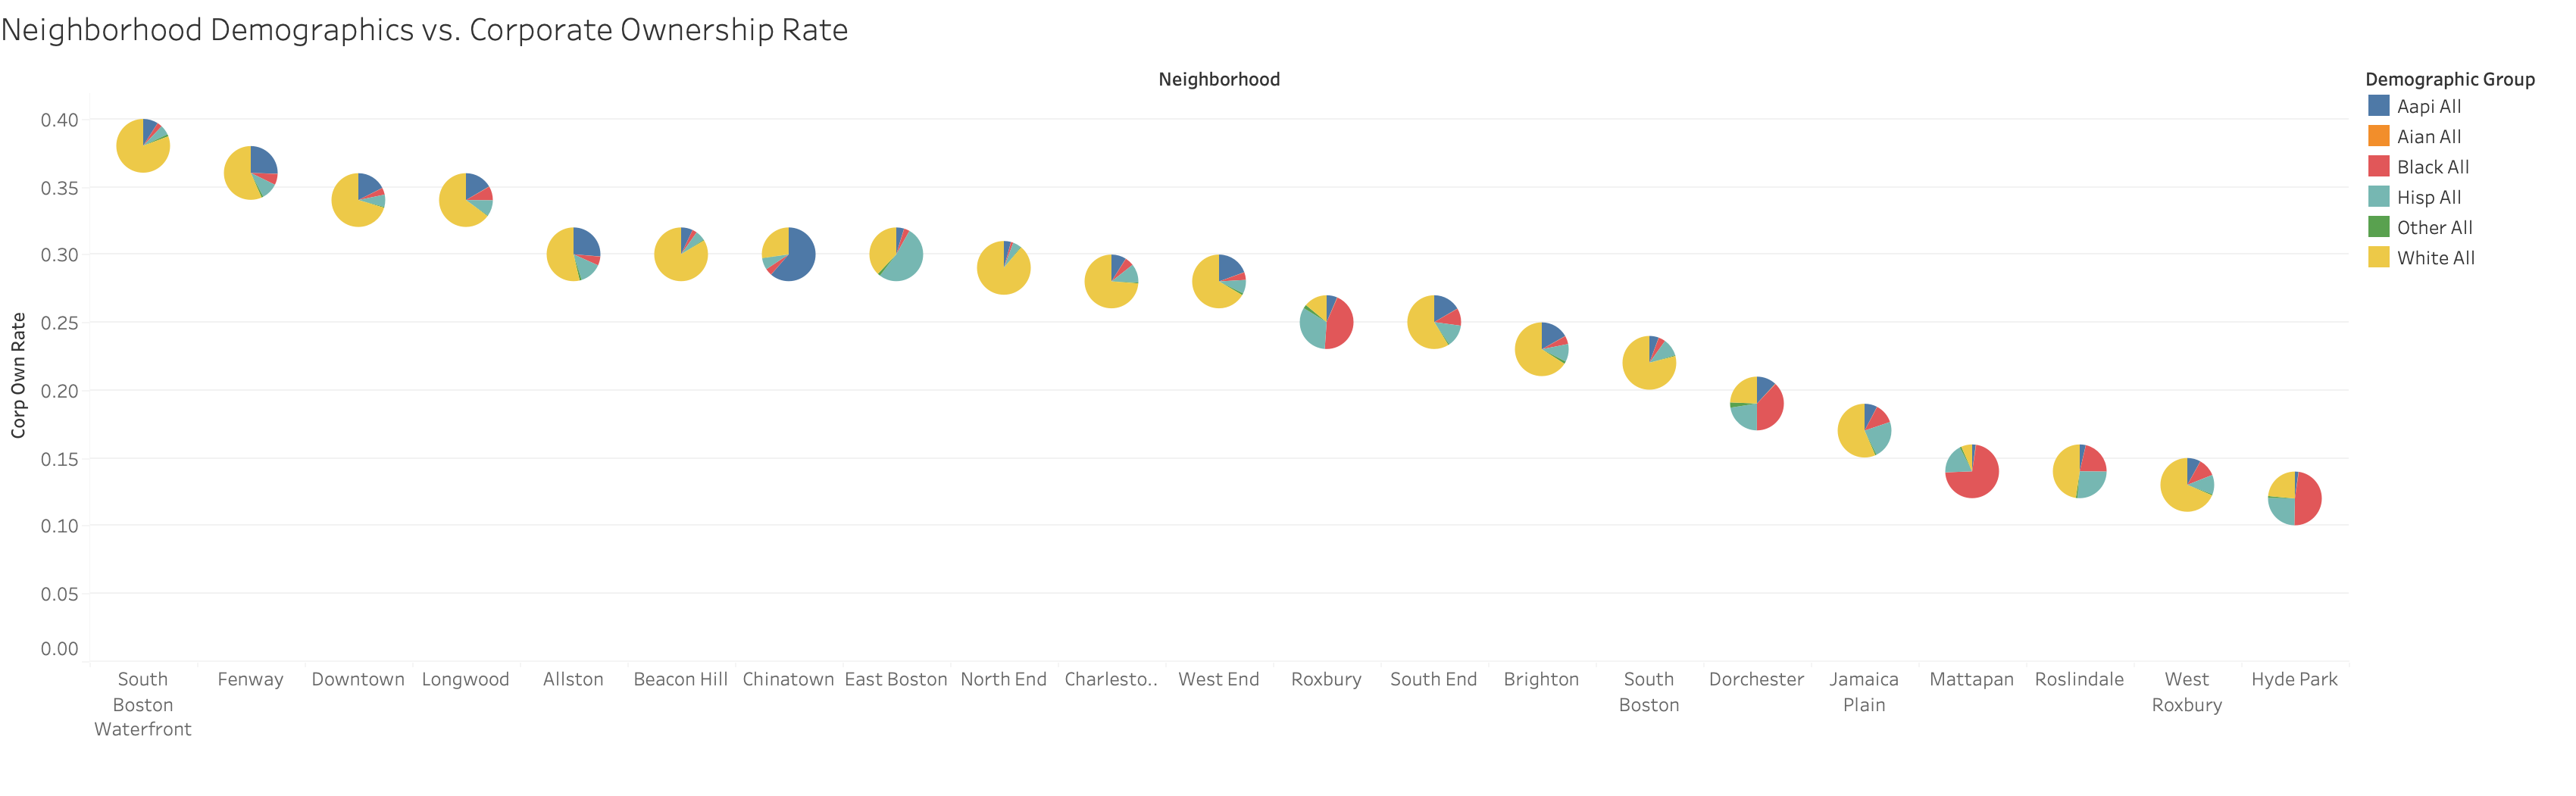 Neighborhood Demographics vs. Corporate Ownership Rate
Neighborhood
Demographic Group
Aapi All
Aian All
Black All
Hisp All
Other All
White All
Corp Own Rate
0.40
0.35
0.30
0.25
0.20
0.15
0.10
0.05
0.00
South
Boston
Waterfront
Fenway
Downtown
Longwood
Allston
Beacon Hill
Chinatown
East Boston
North End
Charlesto..
West End
Roxbury
South End
Brighton
South
Boston
Dorchester
Jamaica
Plain
Mattapan
Roslindale
West
Roxbury
Hyde Park